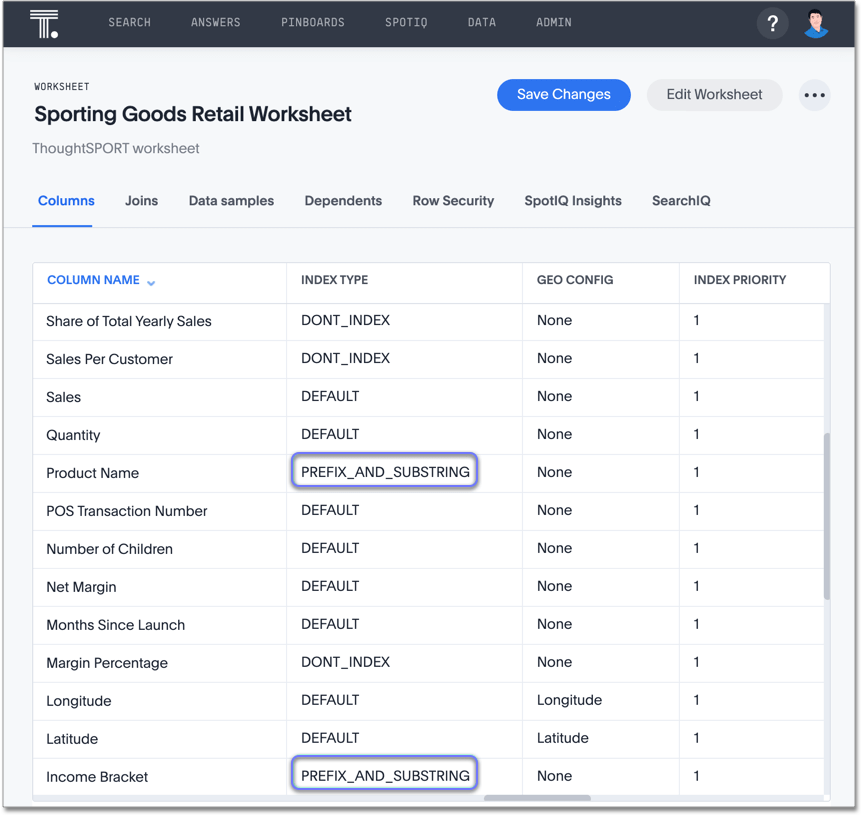 SEARCH ANSWERS PINBOARDS SPOTIQ DATA ADMIN ?
WORKSHEET
Sporting Goods Retail Worksheet
Save Changes Edit Worksheet
ThoughtSPORT worksheet
Columns Joins Data samples Dependents Row Security SpotIQ Insights SearchIQ
COLUMN NAME INDEX TYPE GEO CONFIG INDEX PRIORITY
Share of Total Yearly Sales DONT_INDEX None 1
Sales Per Customer DONT_INDEX None 1
Sales DEFAULT None 1
Quantity DEFAULT None 1
Product Name PREFIX_AND_SUBSTRING None 1
POS Transaction Number DEFAULT None 1
Number of Children DEFAULT None 1
Net Margin DEFAULT None 1
Months Since Launch DEFAULT None 1
Margin Percentage DONT_INDEX None 1
Longitude DEFAULT Longitude 1
Latitude DEFAULT Latitude 1
Income Bracket PREFIX_AND_SUBSTRING None 1